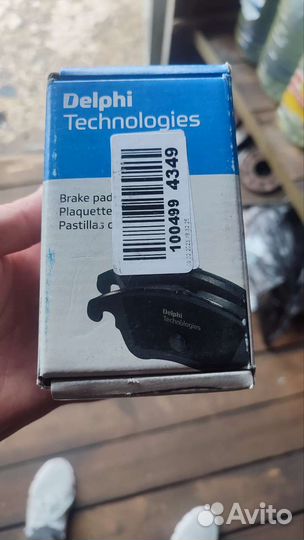 Delphi
Technologies
Brake pad
Plaquette
Pastillas
100499 4349
Delphi
Technologies
Avito